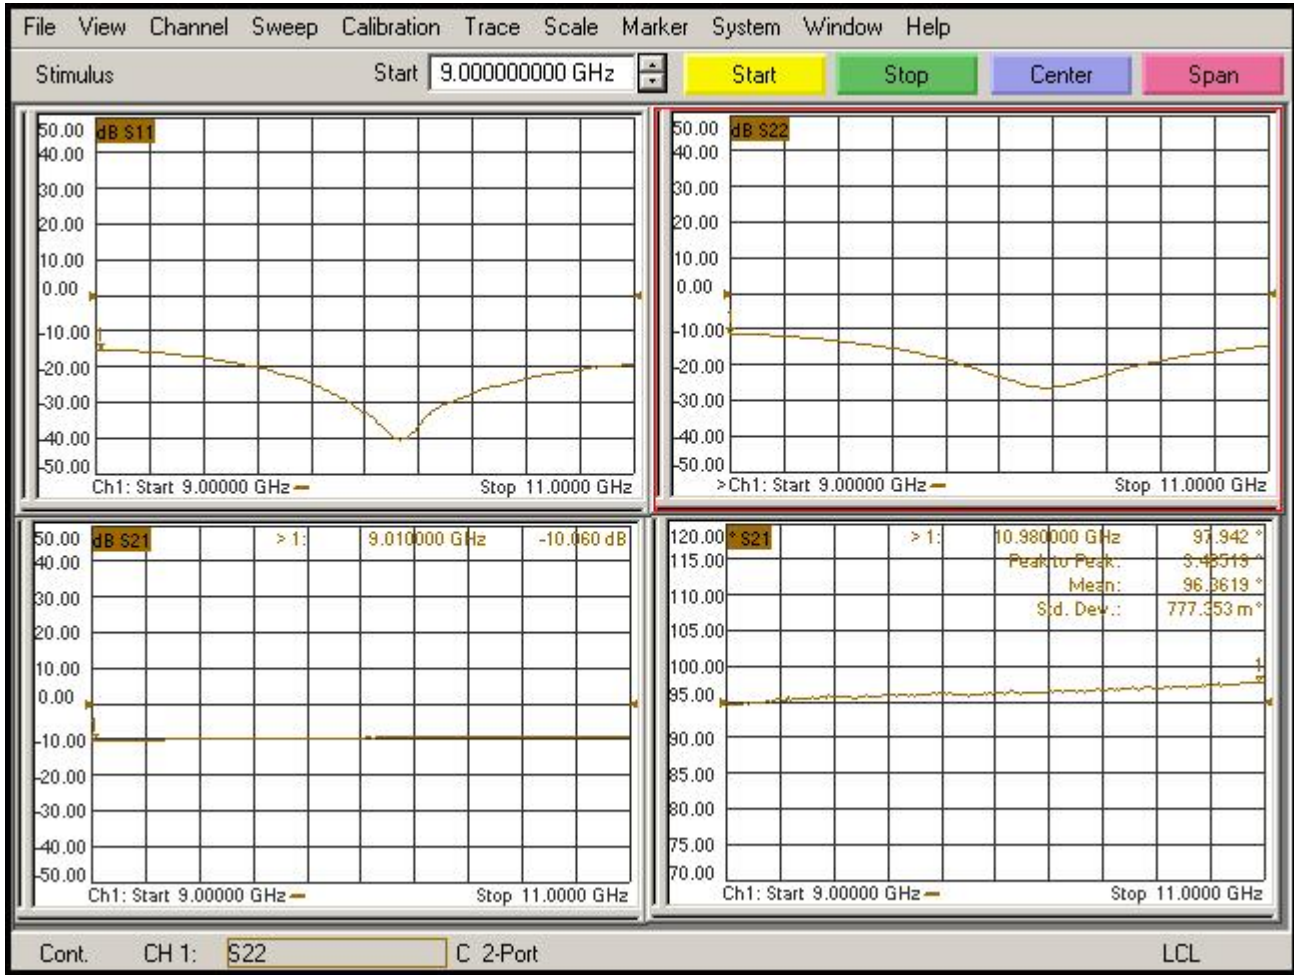 File View Channel Sweep Calibration Trace Scale Marker System Window Help
Stimulus Start 9.000000000 GHz Start Stop Center Span
50.00 dB S11
40.00
30.00
20.00
10.00
0.00
-10.00 1
-20.00
-30.00
-40.00
-50.00
Ch1: Start 9.00000 GHz Stop 11.0000 GHz
50.00 dB S22
40.00
30.00
20.00
10.00
0.00
-10.00 1
-20.00
-30.00
-40.00
-50.00
>Ch1: Start 9.00000 GHz Stop 11.0000 GHz
50.00 dB S21 > 1: 9.010000 GHz -10.060 dB
40.00
30.00
20.00
10.00
0.00
-10.00
-20.00
-30.00
-40.00
-50.00
Ch1: Start 9.00000 GHz Stop 11.0000 GHz
120.00 ° S21 > 1: 10.980000 GHz 97.942 °
115.00 Peak to Peak: 3.48519 °
Mean: 96.3619 °
110.00 Std. Dev.: 777.353 m°
105.00
100.00 1
95.00
90.00
85.00
80.00
75.00
70.00
Ch1: Start 9.00000 GHz Stop 11.0000 GHz
Cont. CH 1: S22 C 2-Port LCL